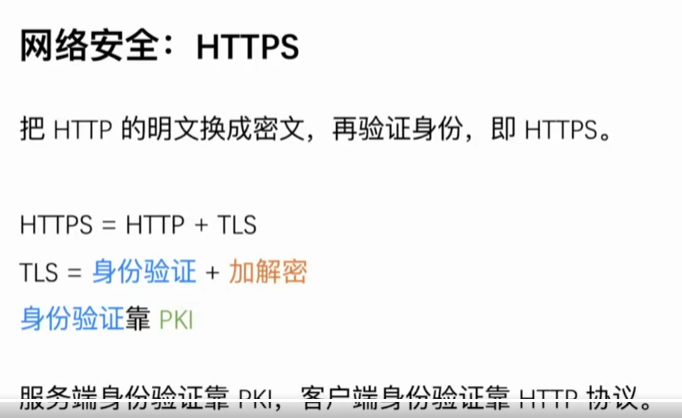 网络安全：HTTPS
把 HTTP 的明文换成密文，再验证身份，即 HTTPS。
HTTPS = HTTP + TLS
TLS = 身份验证 + 加解密
身份验证靠 PKI
服务端身份验证靠 PKI，客户端身份验证靠 HTTP 协议。